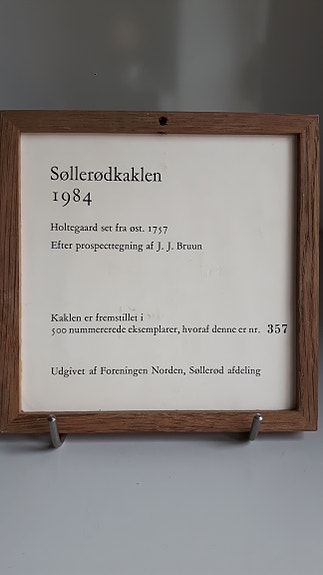 Søllerødkaklen
1984
Holtegaard set fra øst. 1757
Efter prospecttegning af J. J. Bruun
Kaklen er fremstillet i
500 nummererede eksemplarer, hvoraf denne er nr. 357
Udgivet af Foreningen Norden, Søllerød afdeling